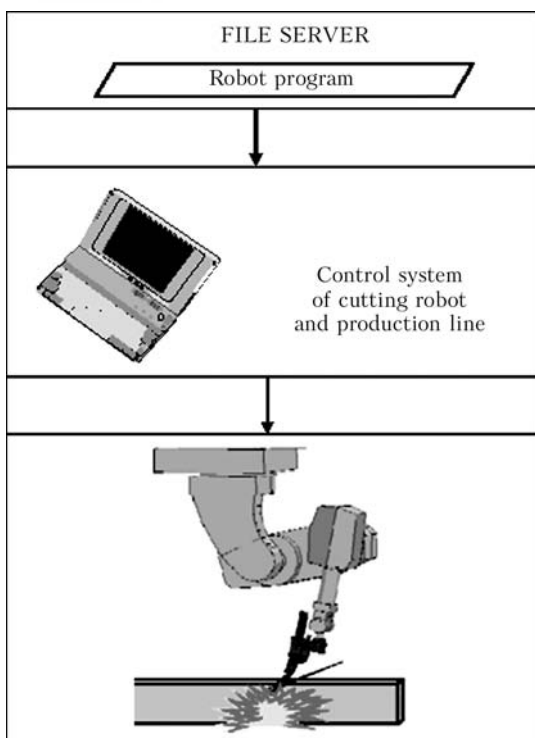 FILE SERVER
Robot program
Control system
of cutting robot
and production line